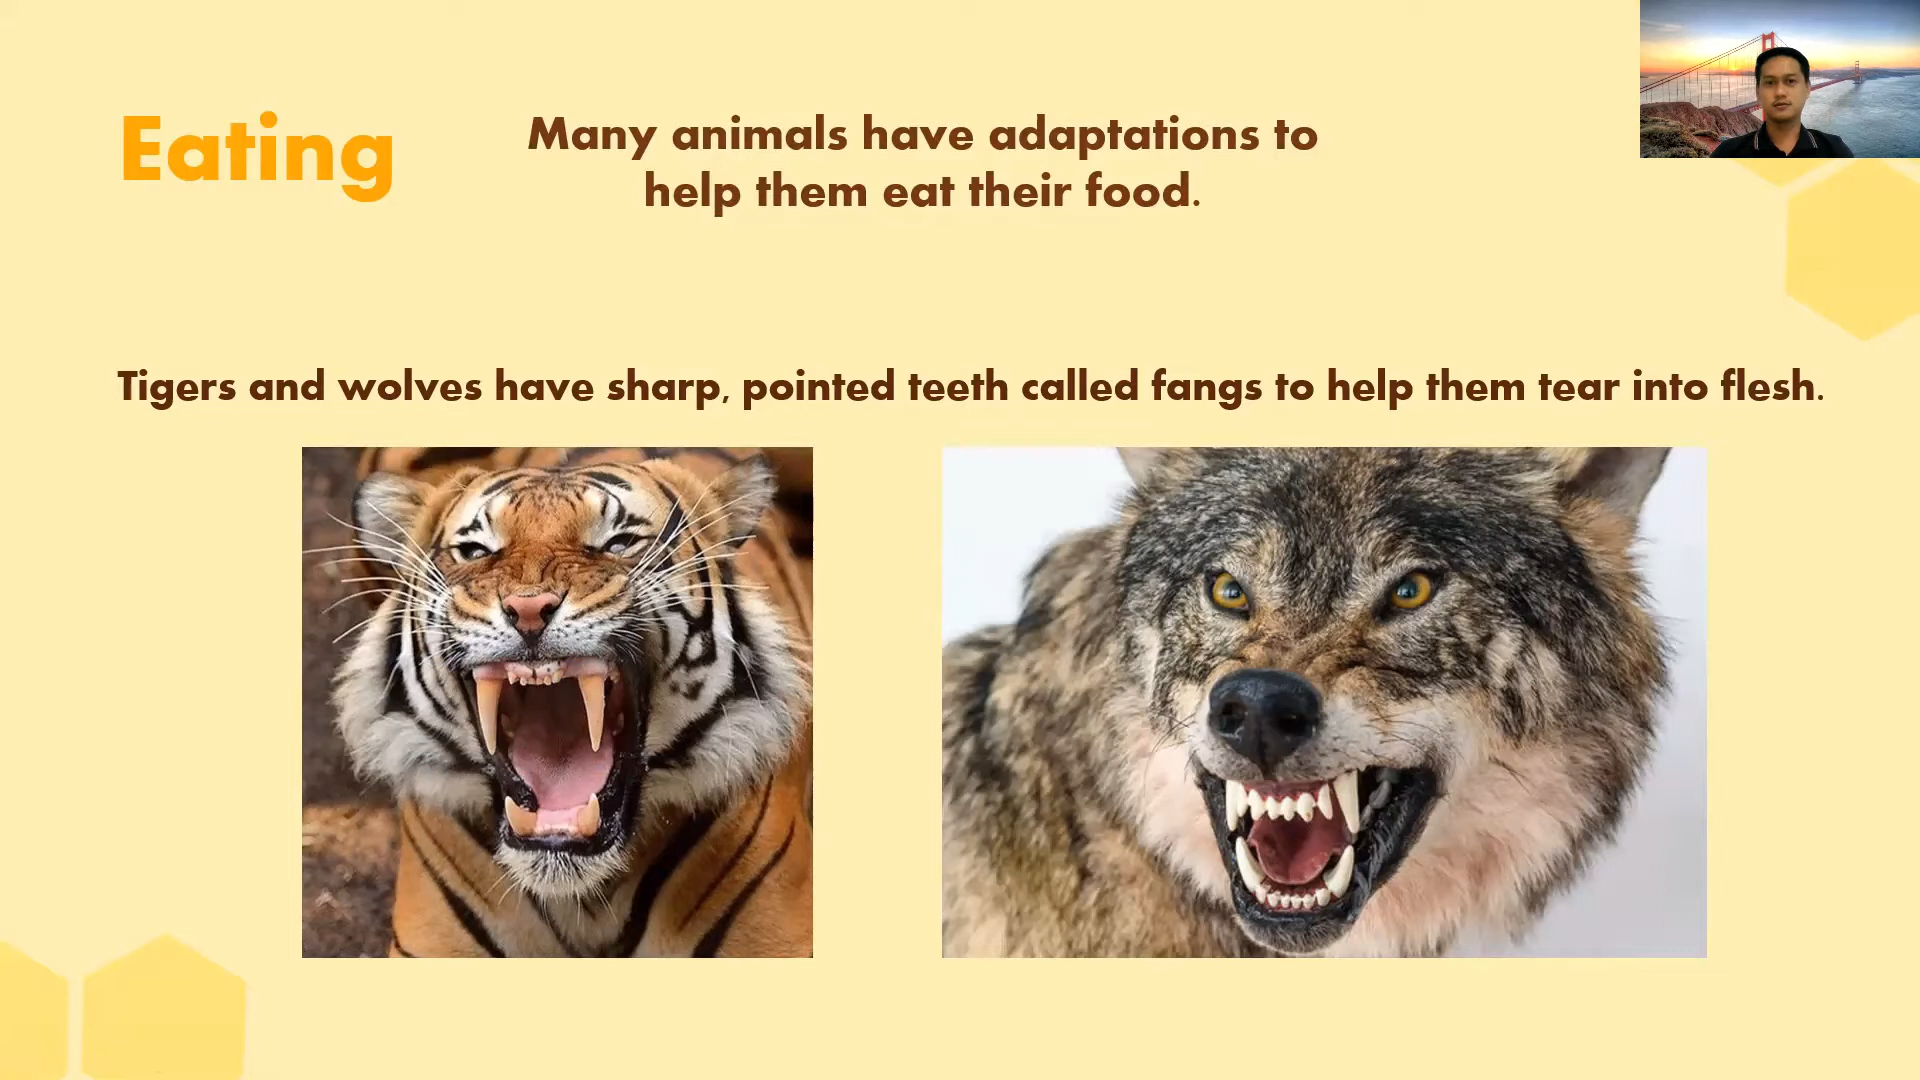 Eating
Many animals have adaptations to
help them eat their food.
Tigers and wolves have sharp, pointed teeth called fangs to help them tear into flesh.